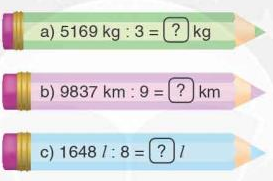 a) 5169 kg : 3 = ? kg
b) 9837 km : 9 = ? km
c) 1648 l : 8 = ? l